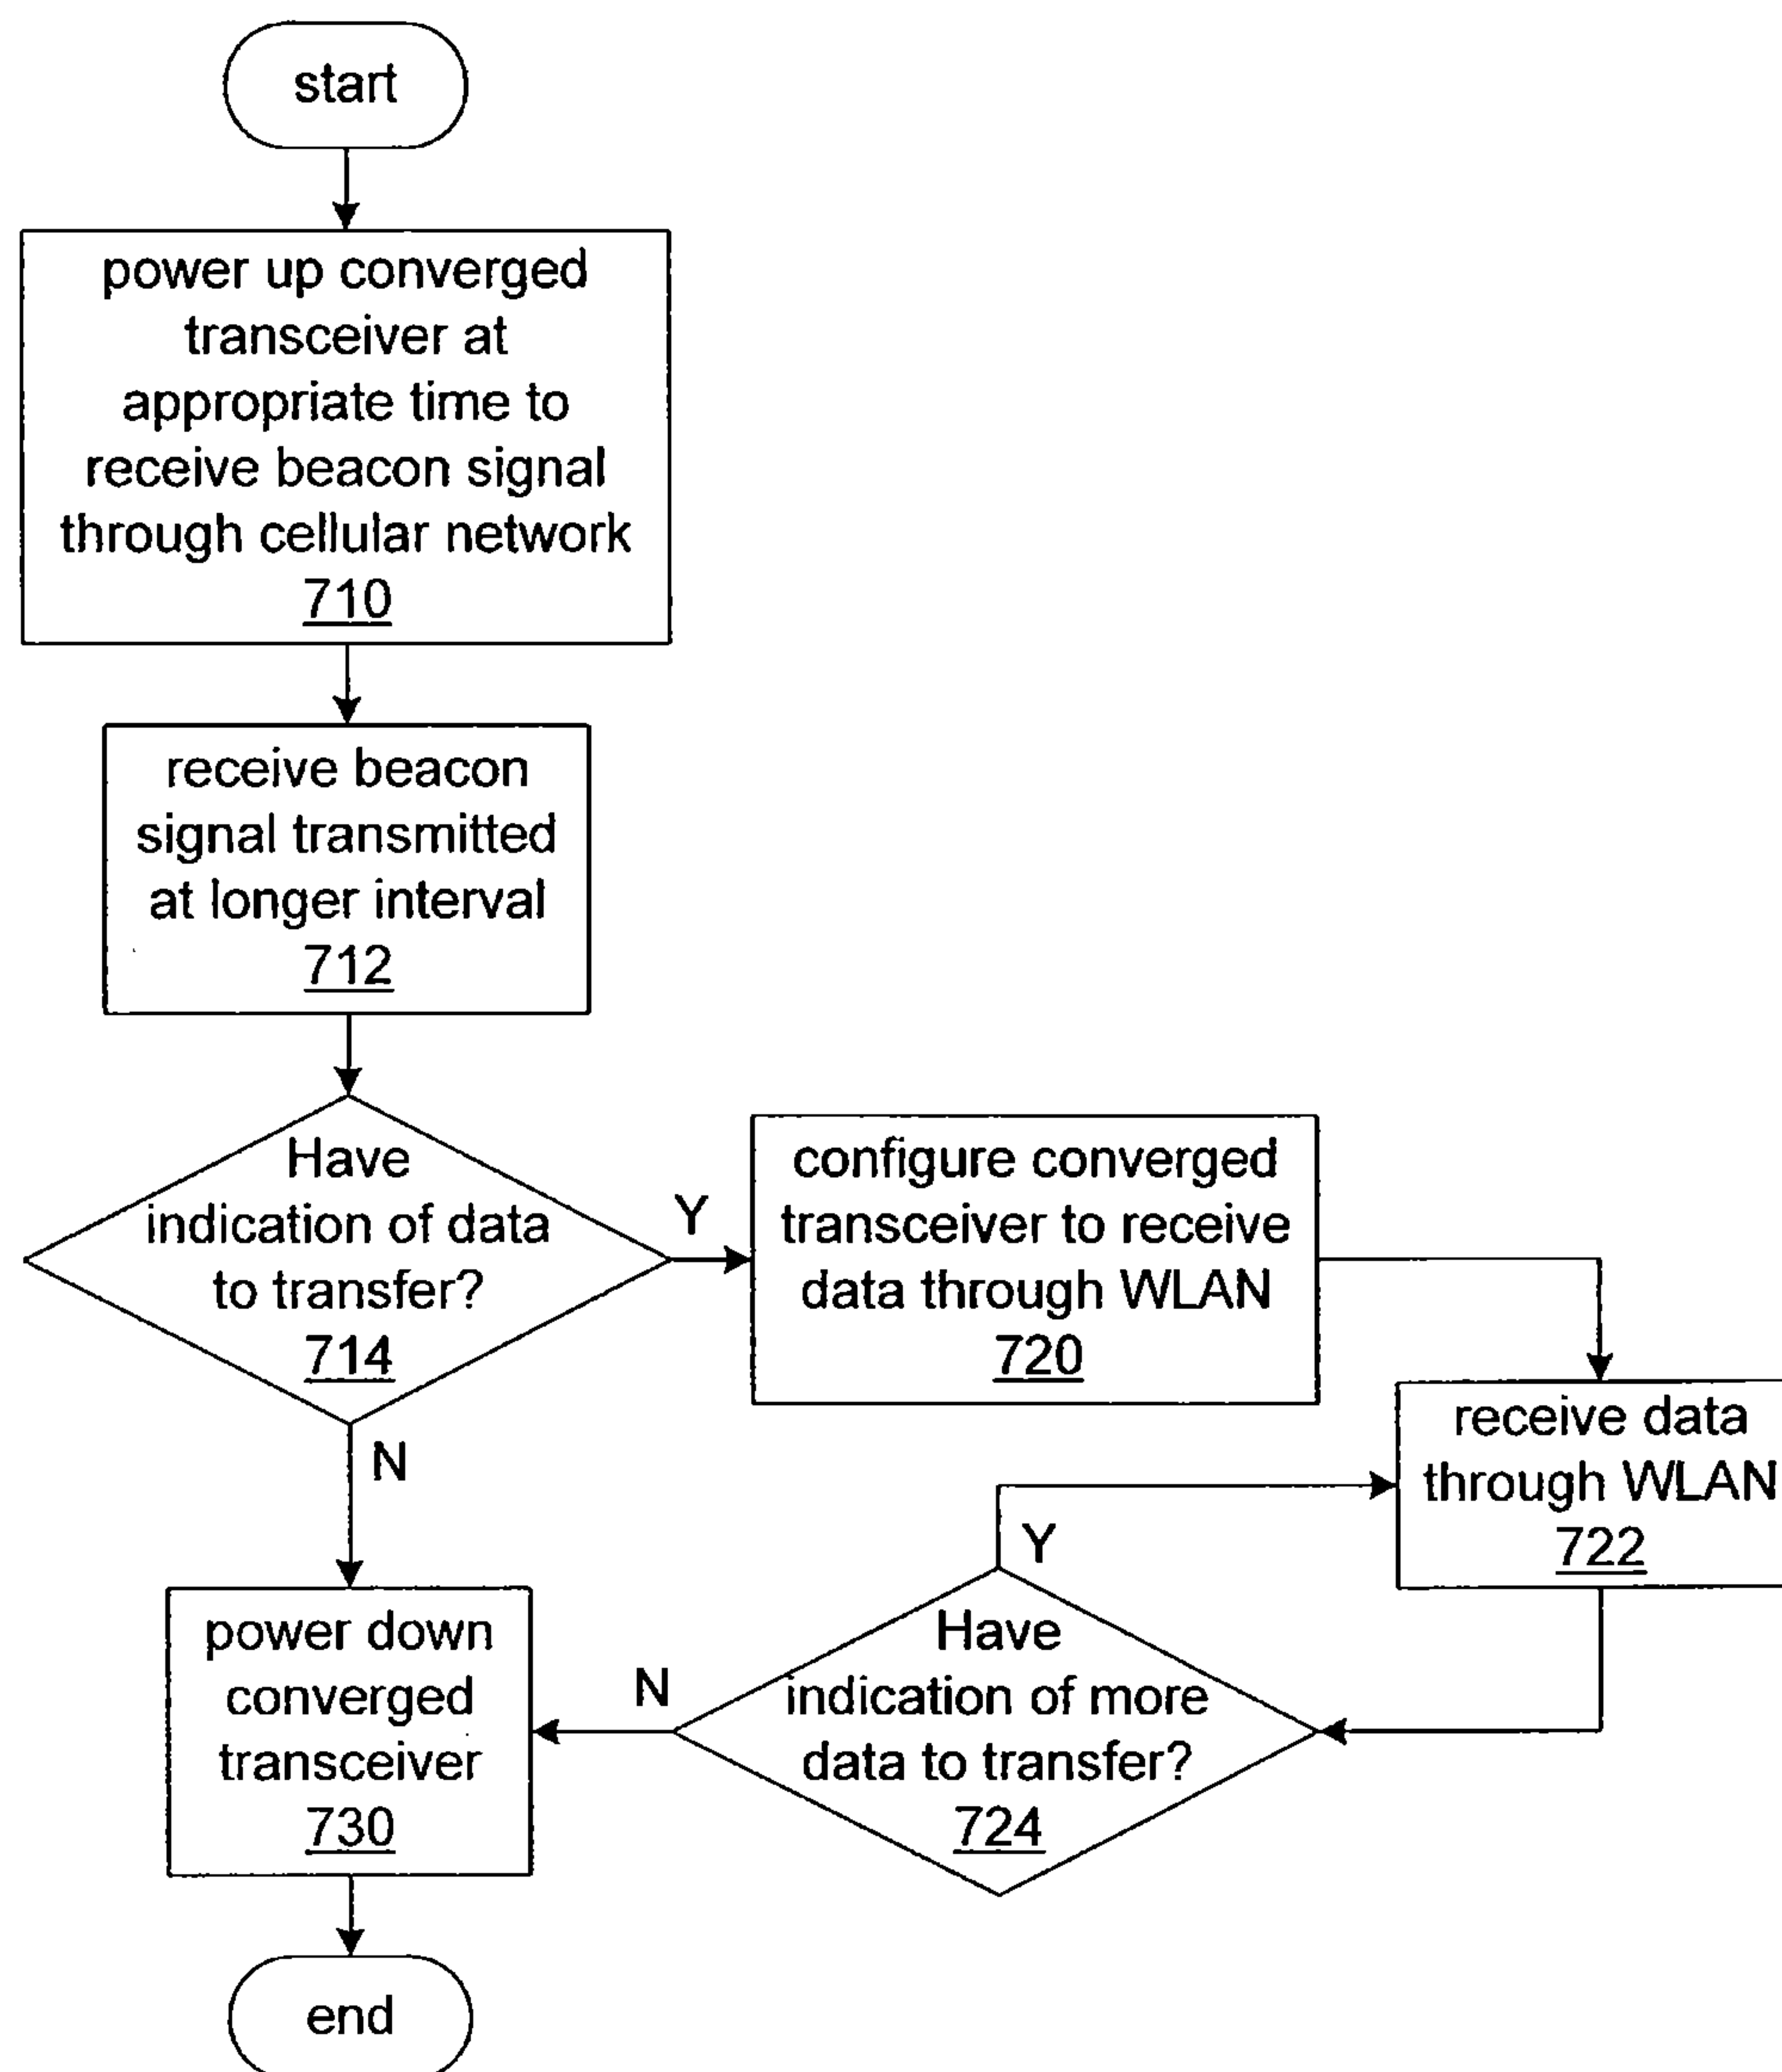 start
power up converged
transceiver at
appropriate time to
receive beacon signal
through cellular network
710
receive beacon
signal transmitted
at longer interval
712
Have
indication of data
to transfer?
714
Y
N
configure converged
transceiver to receive
data through WLAN
720
receive data
through WLAN
722
Y
Have
indication of more
data to transfer?
724
N
power down
converged
transceiver
730
end